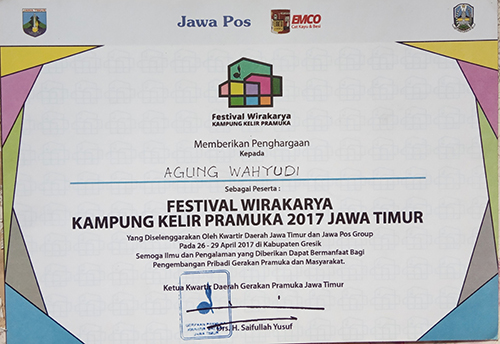 Jawa Pos
EMCO
Cat Kayu & Besi
Festival Wirakarya
KAMPUNG KELIR PRAMUKA
Memberikan Penghargaan
Kepada
AGUNG WAHYUDI
Sebagai Peserta :
FESTIVAL WIRAKARYA
KAMPUNG KELIR PRAMUKA 2017 JAWA TIMUR
Yang Diselenggarakan Oleh Kwartir Daerah Jawa Timur dan Jawa Pos Group
Pada 26 - 29 April 2017 di Kabupaten Gresik
Semoga Ilmu dan Pengalaman yang Diberikan Dapat Bermanfaat Bagi
Pengembangan Pribadi Gerakan Pramuka dan Masyarakat.
Ketua Kwartir Daerah Gerakan Pramuka Jawa Timur
Drs. H. Saifullah Yusuf